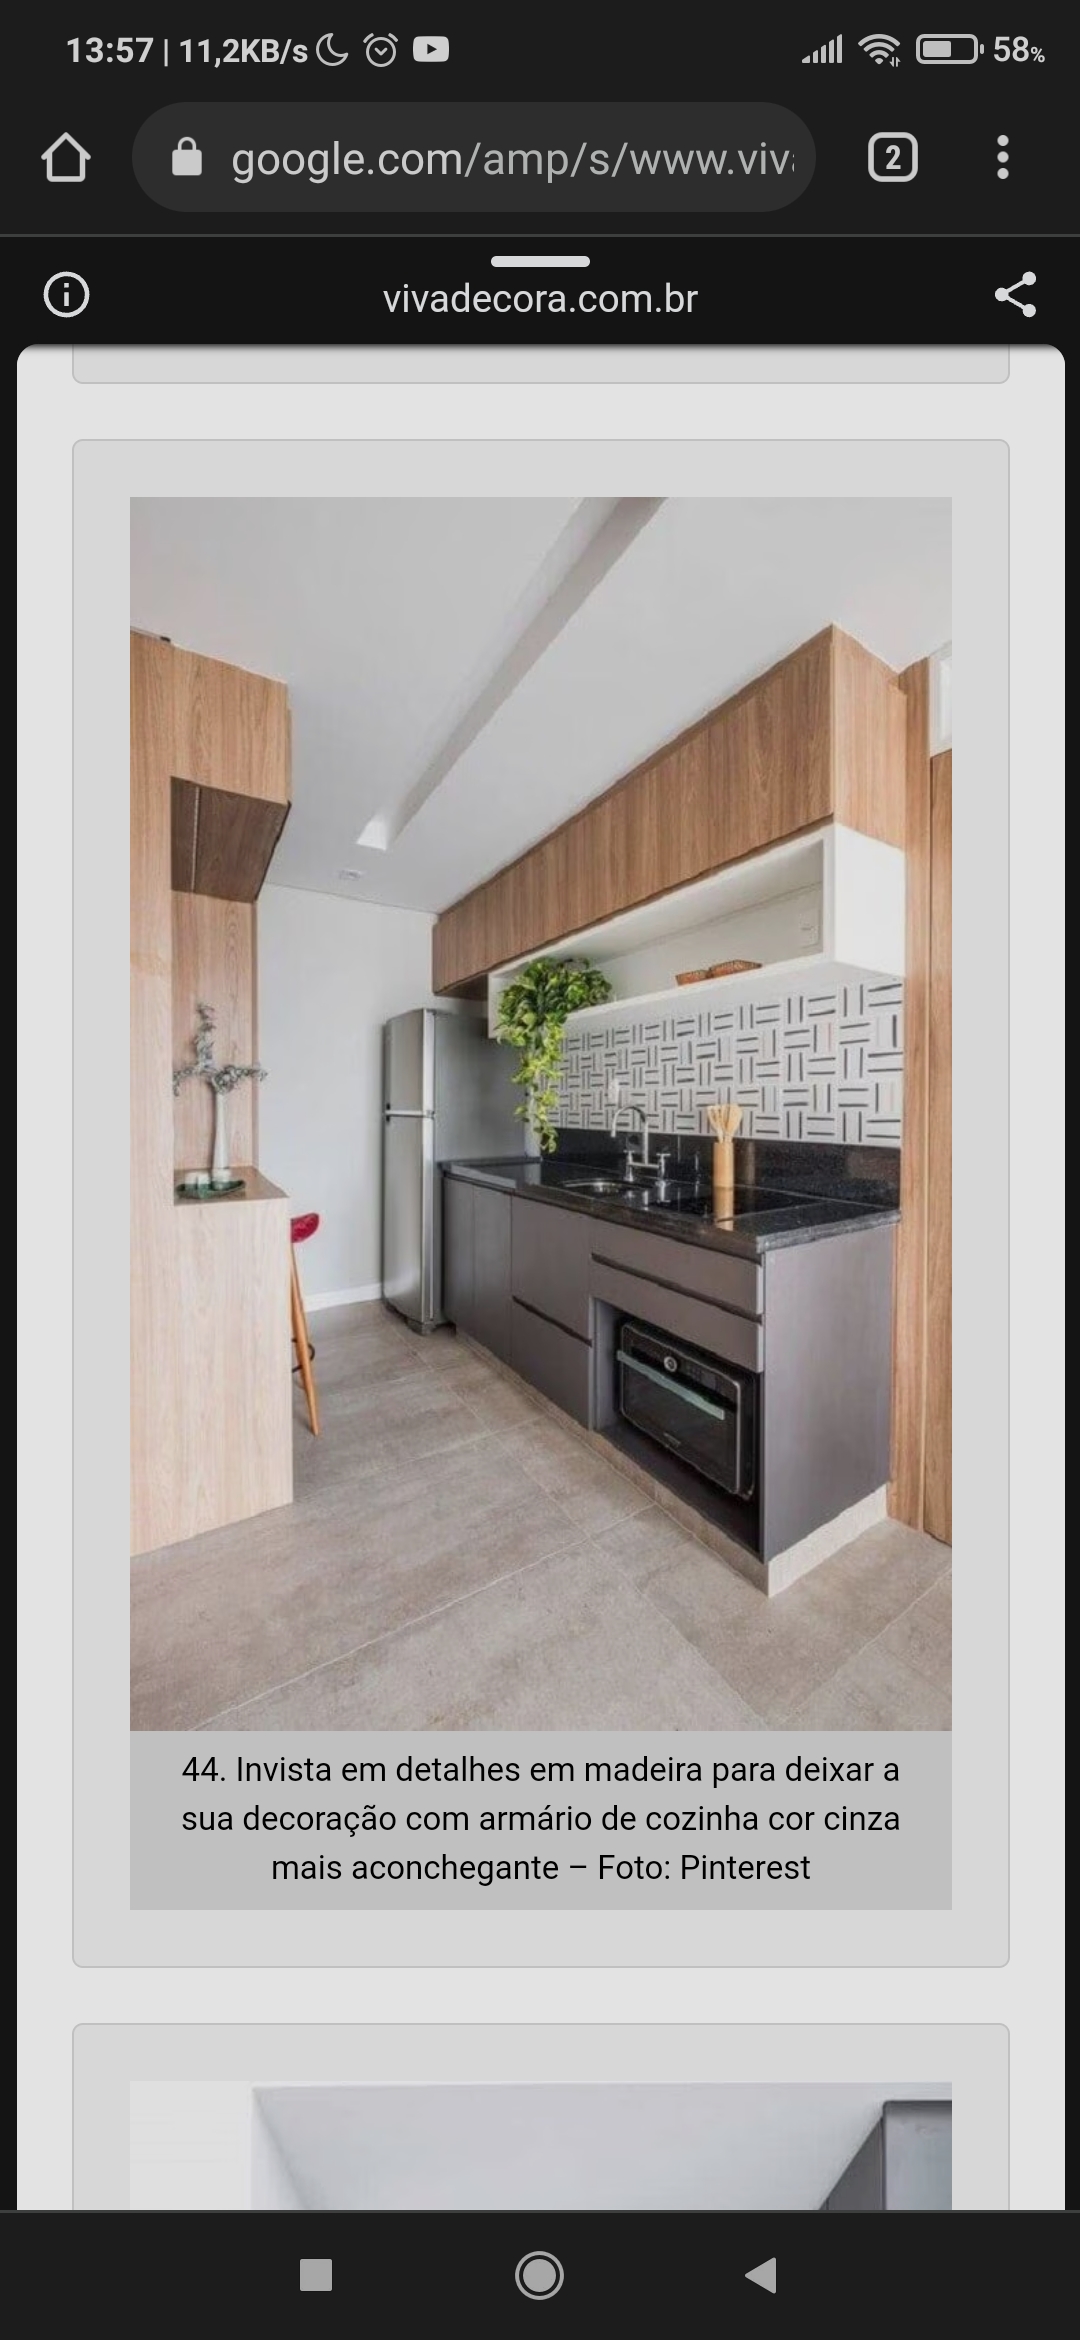 13:57 | 11,2KB/s
58%
google.com/amp/s/www.viv
2
vivadecora.com.br
44. Invista em detalhes em madeira para deixar a
sua decoração com armário de cozinha cor cinza
mais aconchegante – Foto: Pinterest